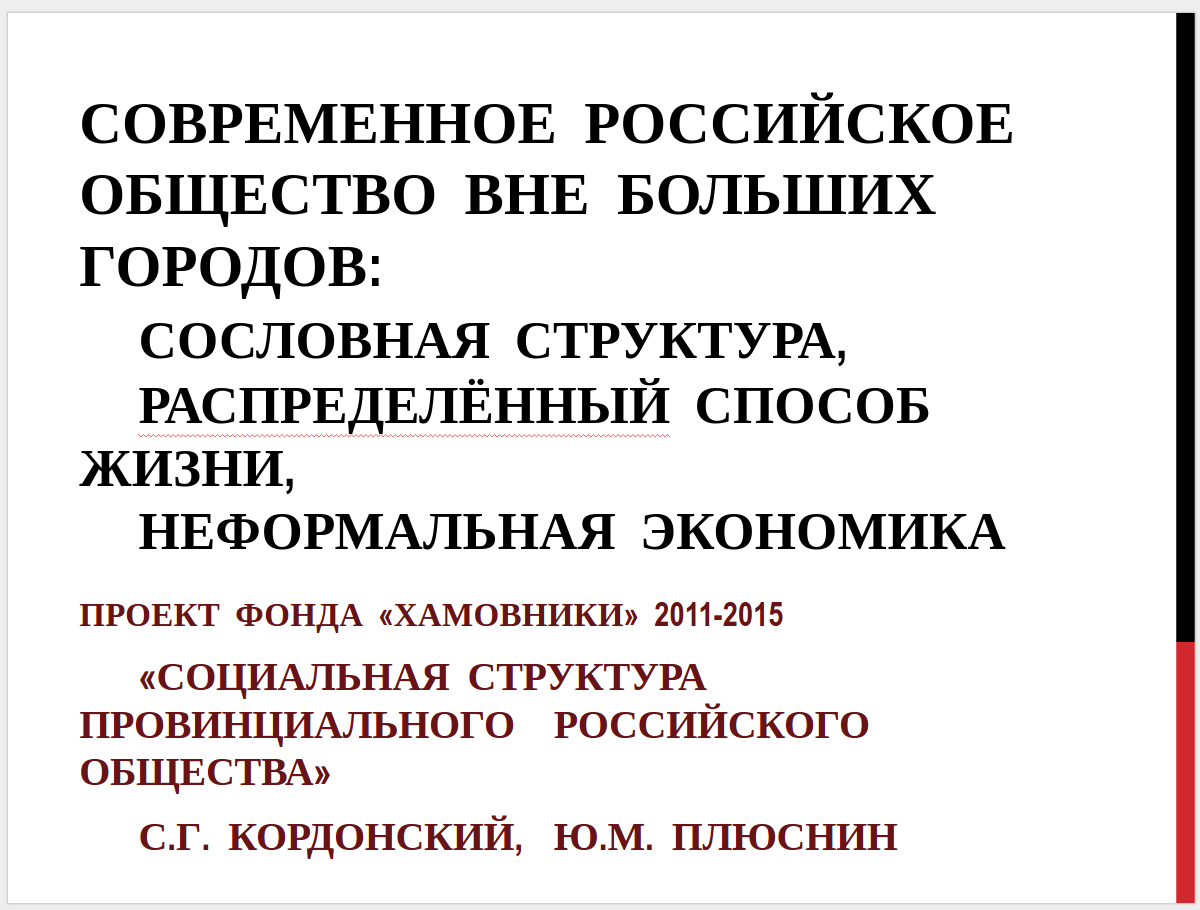 СОВРЕМЕННОЕ РОССИЙСКОЕ
ОБЩЕСТВО ВНЕ БОЛЬШИХ
ГОРОДОВ:
СОСЛОВНАЯ СТРУКТУРА,
РАСПРЕДЕЛЁННЫЙ СПОСОБ
ЖИЗНИ,
НЕФОРМАЛЬНАЯ ЭКОНОМИКА
ПРОЕКТ ФОНДА «ХАМОВНИКИ» 2011-2015
«СОЦИАЛЬНАЯ СТРУКТУРА
ПРОВИНЦИАЛЬНОГО РОССИЙСКОГО
ОБЩЕСТВА»
С.Г. КОРДОНСКИЙ, Ю.М. ПЛЮСНИН